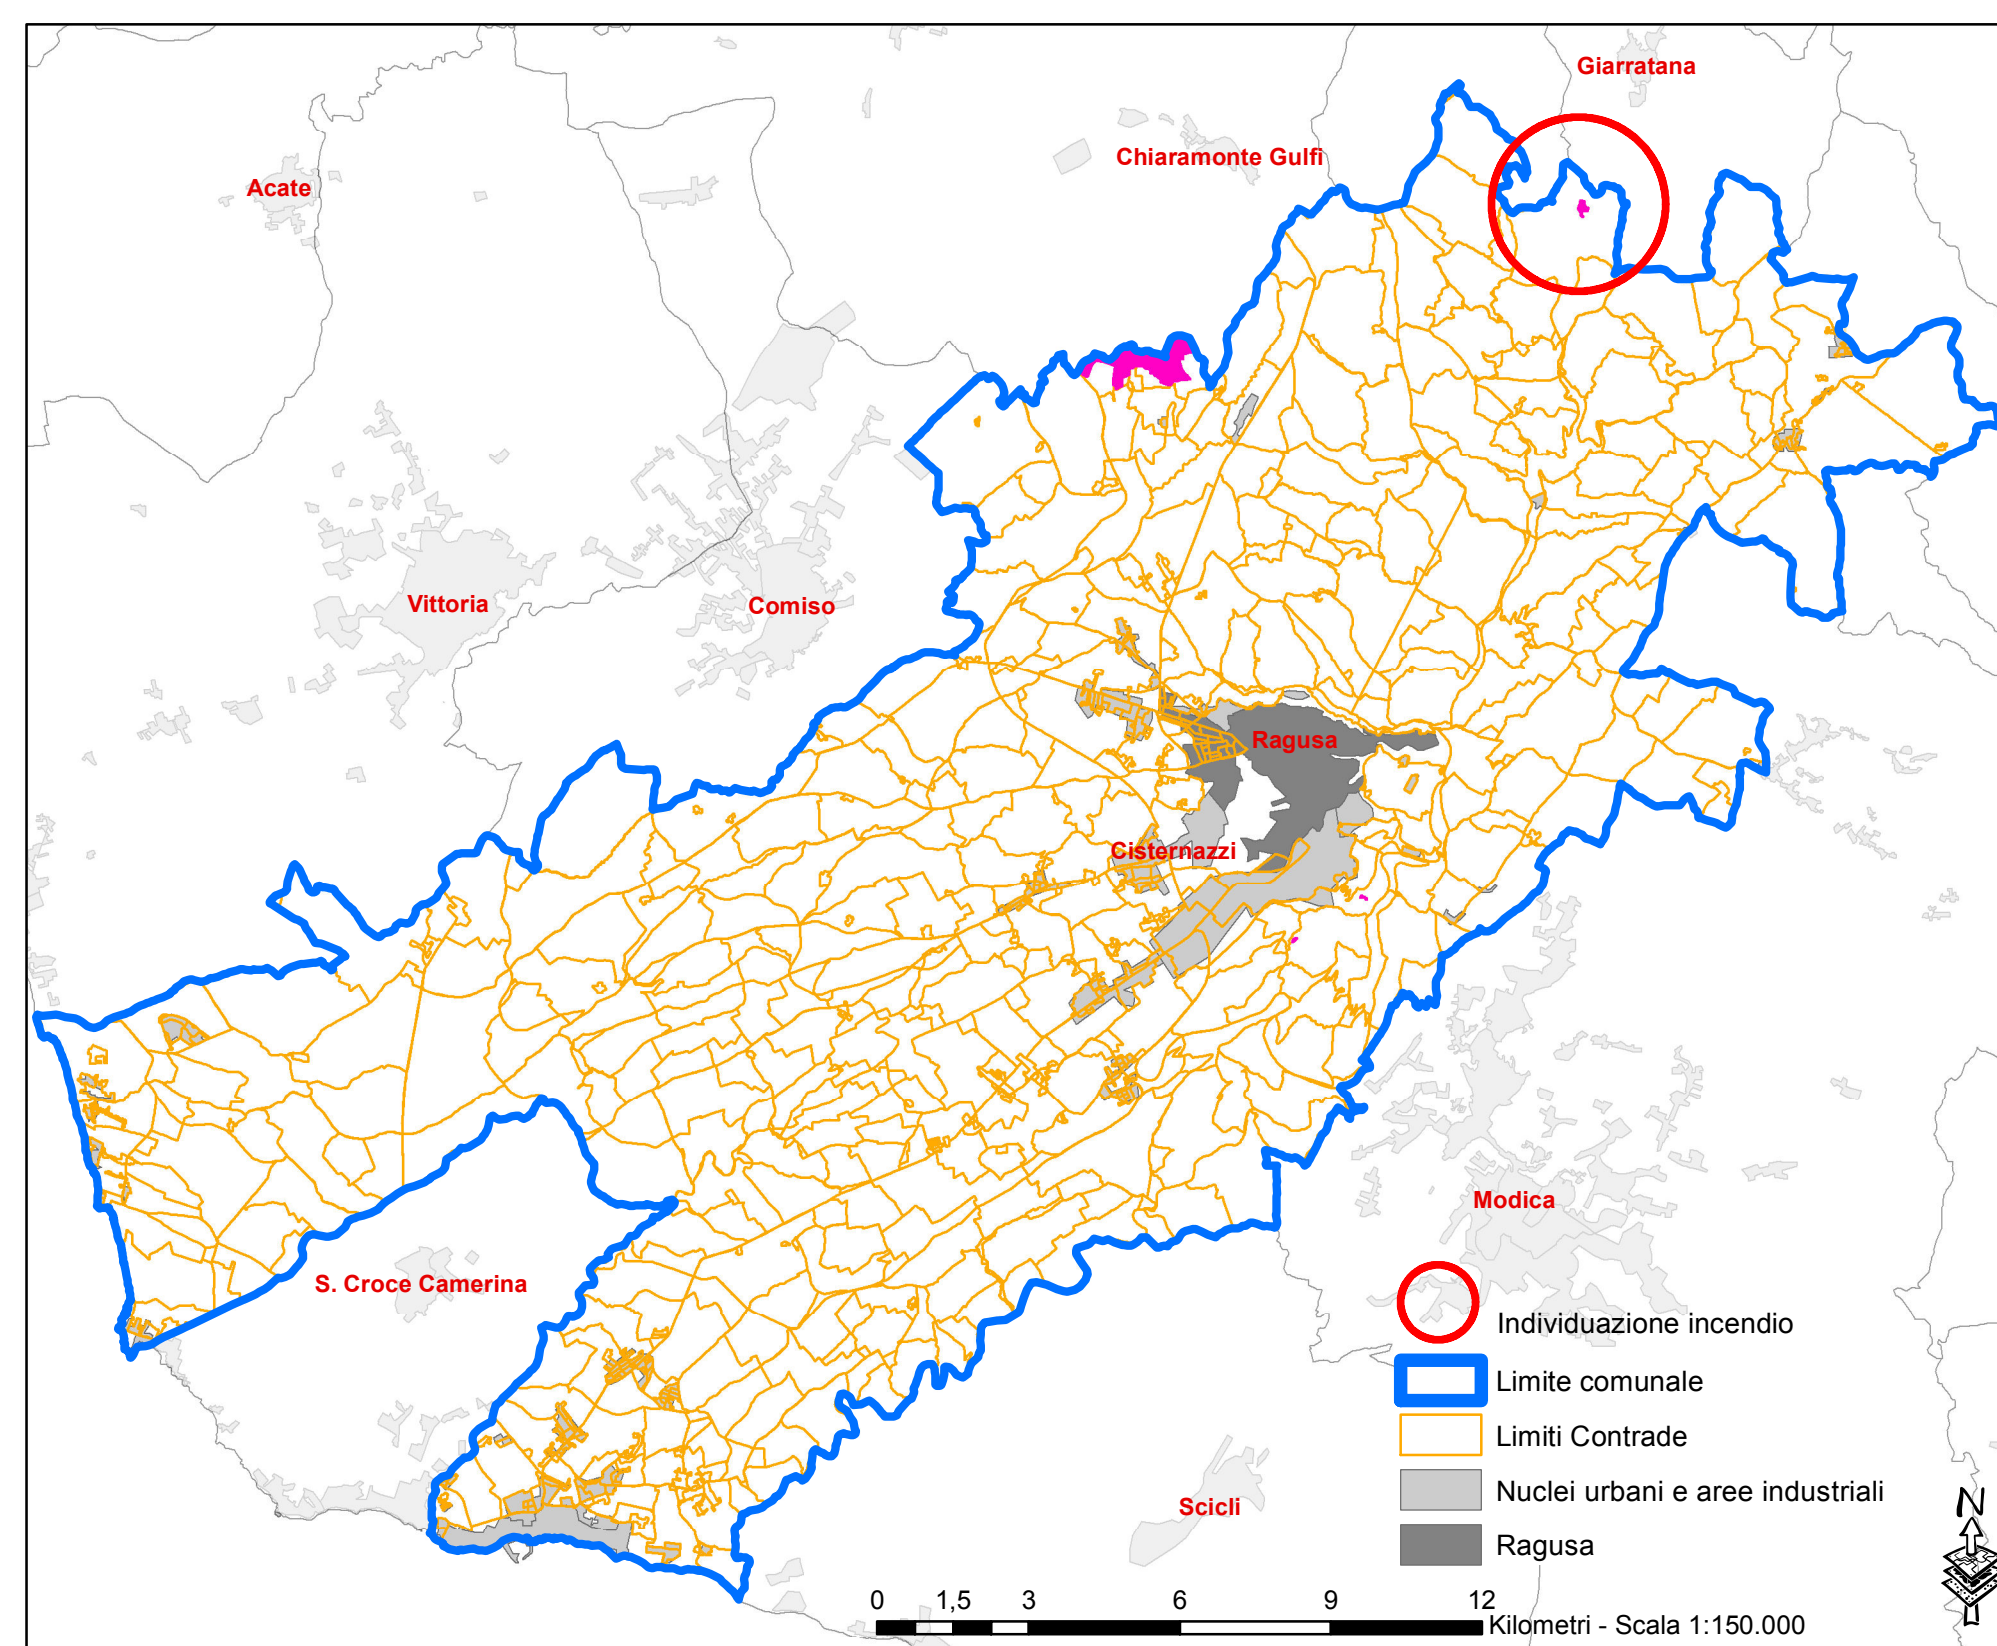 Giarratana
Chiaramonte Gulfi
Acate
Vittoria
Comiso
Ragusa
Cisternazzi
Modica
S. Croce Camerina
Scicli
Individuazione incendio
Limite comunale
Limiti Contrade
Nuclei urbani e aree industriali
Ragusa
N
0 1,5 3 6 9 12
Kilometri - Scala 1:150.000